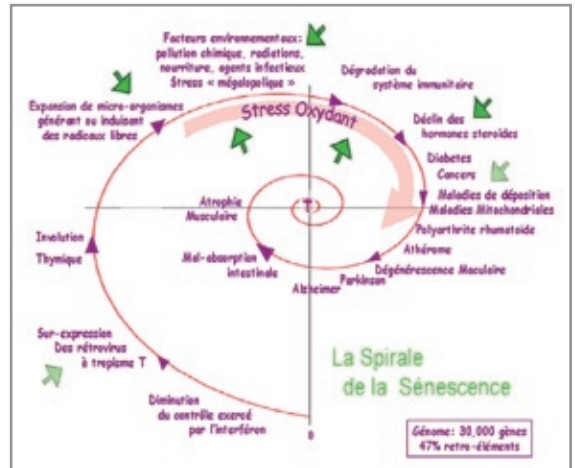 Facteurs environnementaux:
pollution chimique, radiations,
nourriture, agents infectieux
Stress « mégalopolique »
Dégradation du
système immunitaire
Expansion de micro-organismes
générant ou induisant
des radicaux libres
Stress Oxydant
Déclin des
hormones steroides
Diabetes
Cancers
Maladies de déposition
Maladies Mitochondriales
Polyarthrite rhumatoide
Athérome
Dégénérescence Maculaire
Parkinson
Alzheimer
Mal-absorption
intestinale
Atrophie
Musculaire
T
Involution
Thymique
Sur-expression
Des rétrovirus
à tropisme T
Diminution
du contrôle exercé
par l'interféron
0
La Spirale
de la Sénescence
Génome: 30,000 gènes
47% retro-éléments